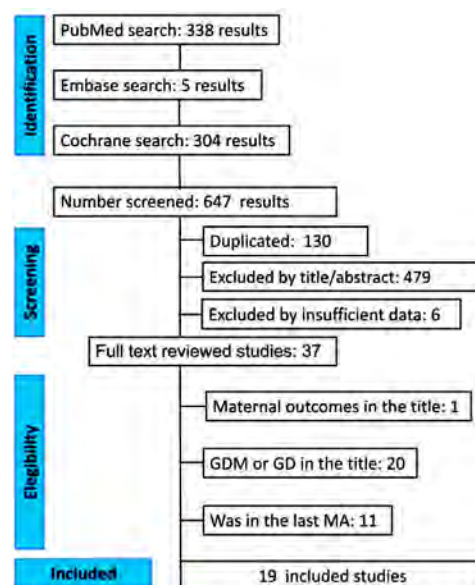 Identification
PubMed search: 338 results
Embase search: 5 results
Cochrane search: 304 results
Number screened: 647 results
Screening
Duplicated: 130
Excluded by title/abstract: 479
Excluded by insufficient data: 6
Full text reviewed studies: 37
Elegibility
Maternal outcomes in the title: 1
GDM or GD in the title: 20
Was in the last MA: 11
Included
19 included studies